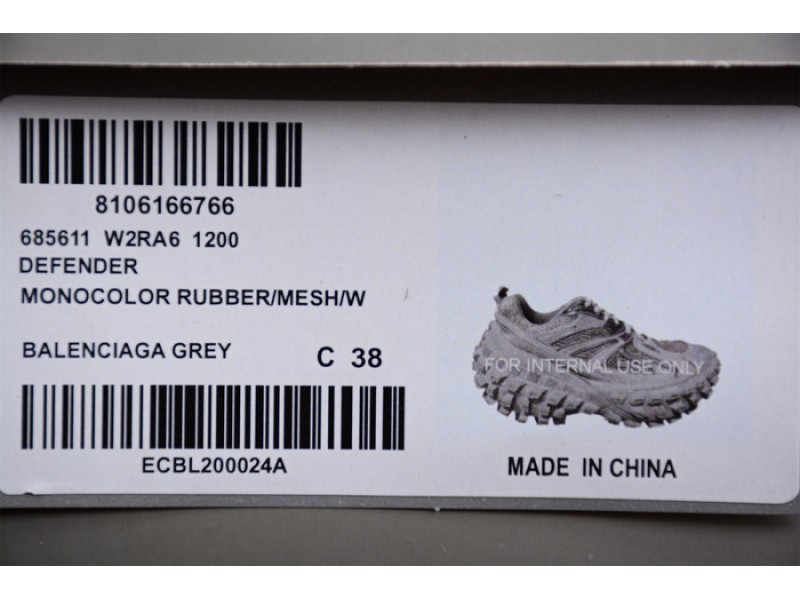 8106166766
685611 W2RA6 1200
DEFENDER
MONOCOLOR RUBBER/MESH/W
BALENCIAGA GREY C 38
ECBL200024A
FOR INTERNAL USE ONLY
MADE IN CHINA